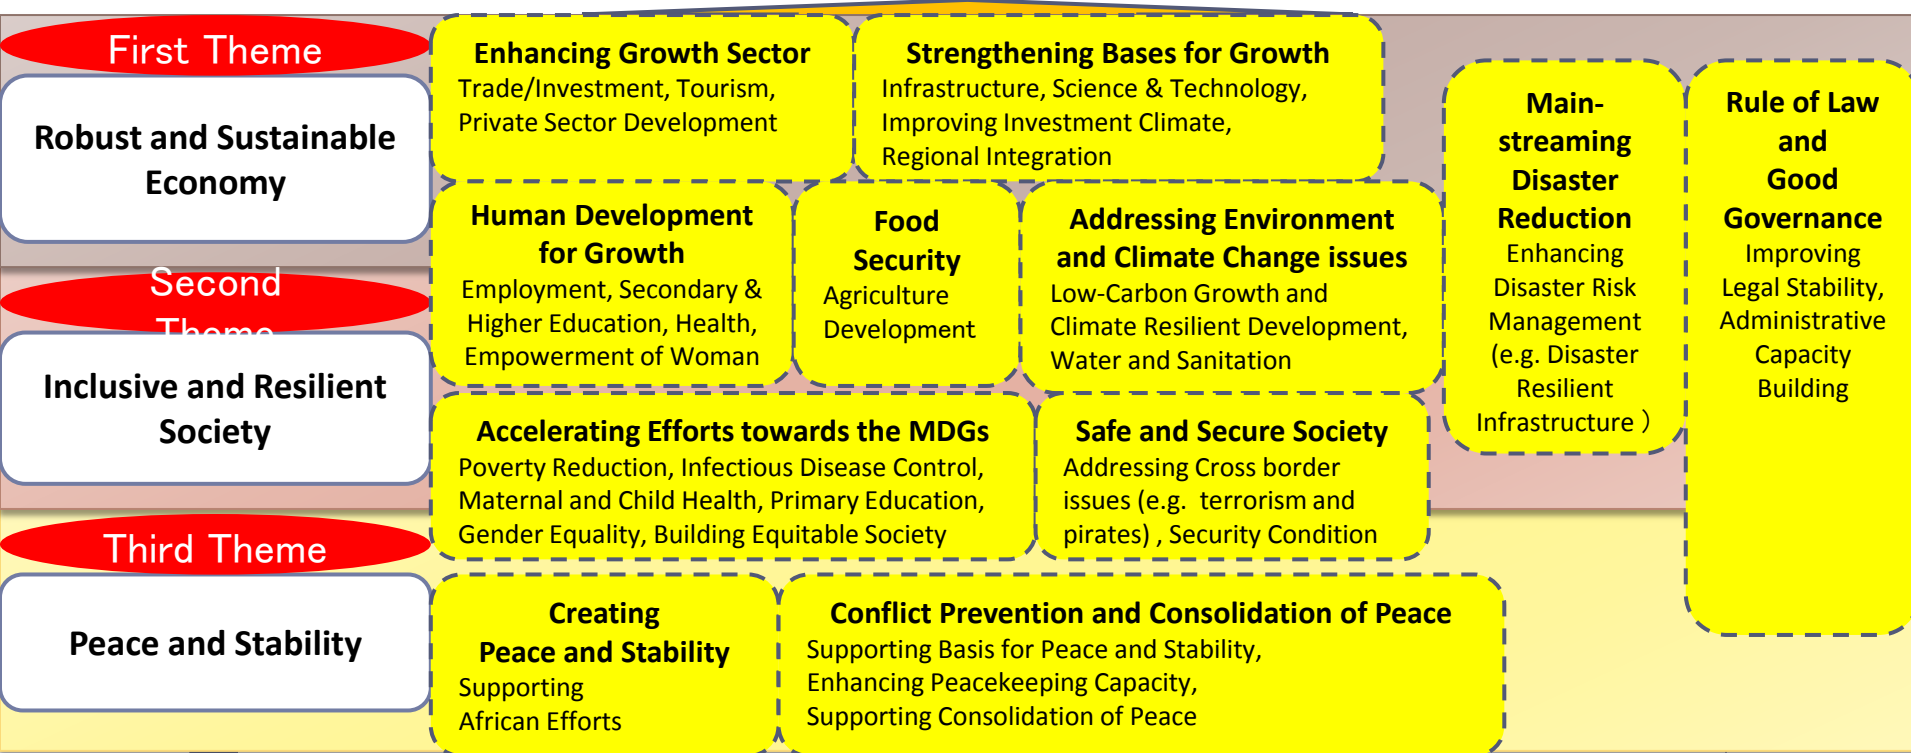 First Theme
Robust and Sustainable
Economy
Enhancing Growth Sector
Trade/Investment, Tourism,
Private Sector Development
Strengthening Bases for Growth
Infrastructure, Science & Technology,
Improving Investment Climate,
Regional Integration
Main-
streaming
Disaster
Reduction
Enhancing
Disaster Risk
Management
(e.g. Disaster
Resilient
Infrastructure )
Rule of Law
and
Good
Governance
Improving
Legal Stability,
Administrative
Capacity
Building
Human Development
for Growth
Employment, Secondary &
Higher Education, Health,
Empowerment of Woman
Food
Security
Agriculture
Development
Addressing Environment
and Climate Change issues
Low-Carbon Growth and
Climate Resilient Development,
Water and Sanitation
Second
Theme
Inclusive and Resilient
Society
Accelerating Efforts towards the MDGs
Poverty Reduction, Infectious Disease Control,
Maternal and Child Health, Primary Education,
Gender Equality, Building Equitable Society
Safe and Secure Society
Addressing Cross border
issues (e.g. terrorism and
pirates) , Security Condition
Third Theme
Peace and Stability
Creating
Peace and Stability
Supporting
African Efforts
Conflict Prevention and Consolidation of Peace
Supporting Basis for Peace and Stability,
Enhancing Peacekeeping Capacity,
Supporting Consolidation of Peace